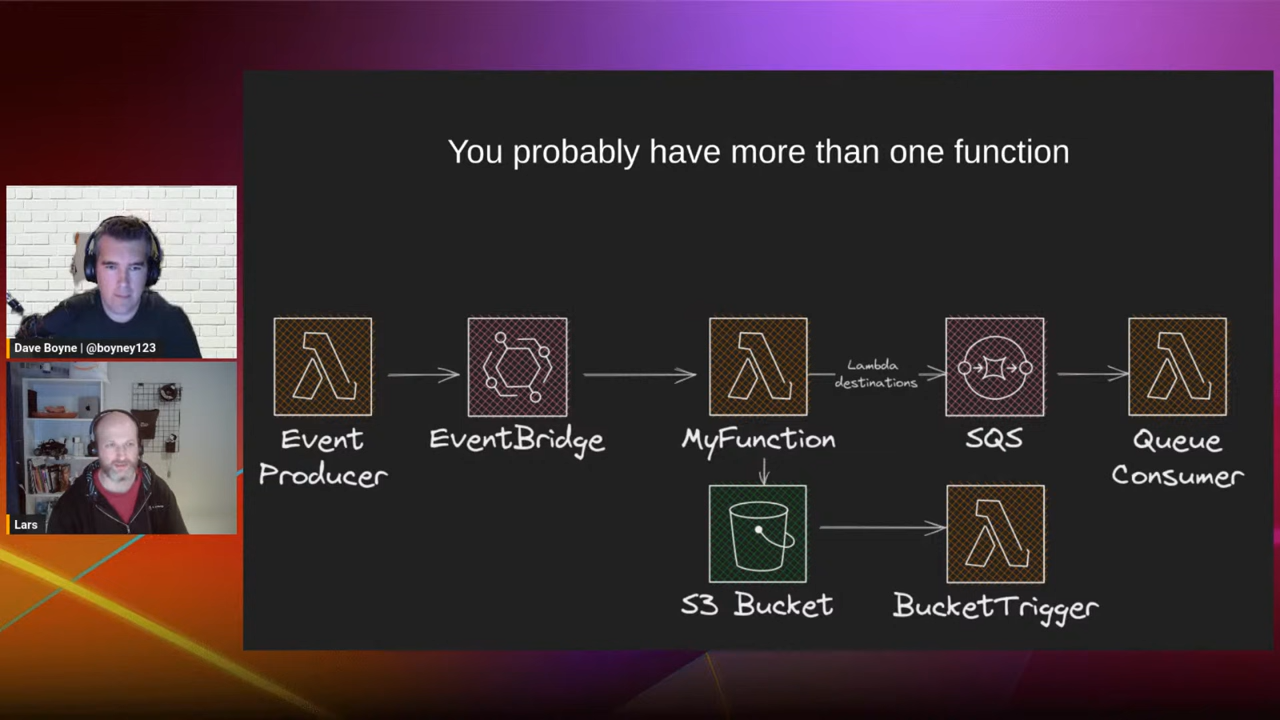 You probably have more than one function
Dave Boyne | @boyney123
Lars
Event
Producer
EventBridge
MyFunction
Lambda
destinations
SQS
Queue
Consumer
S3 Bucket
BucketTrigger